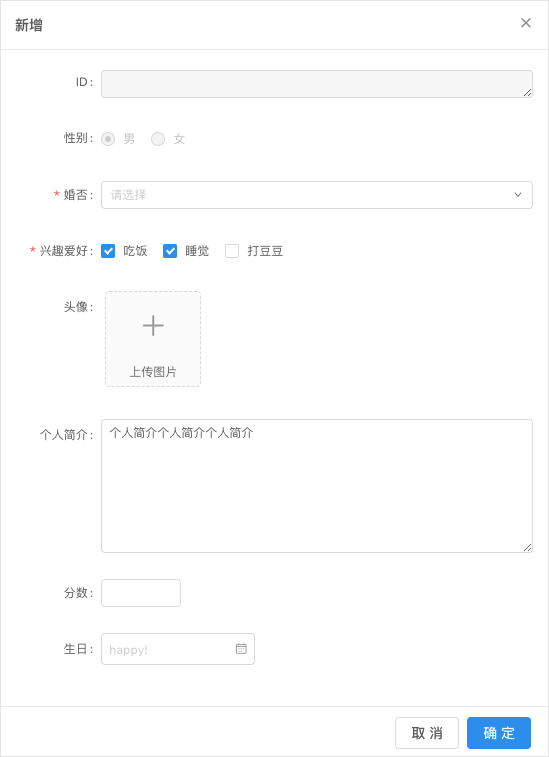 新增
ID:
性别: 男 女
* 婚否: 请选择
* 兴趣爱好: 吃饭 睡觉 打豆豆
头像:
上传图片
个人简介: 个人简介个人简介个人简介
分数:
生日: happy!
取 消 确 定